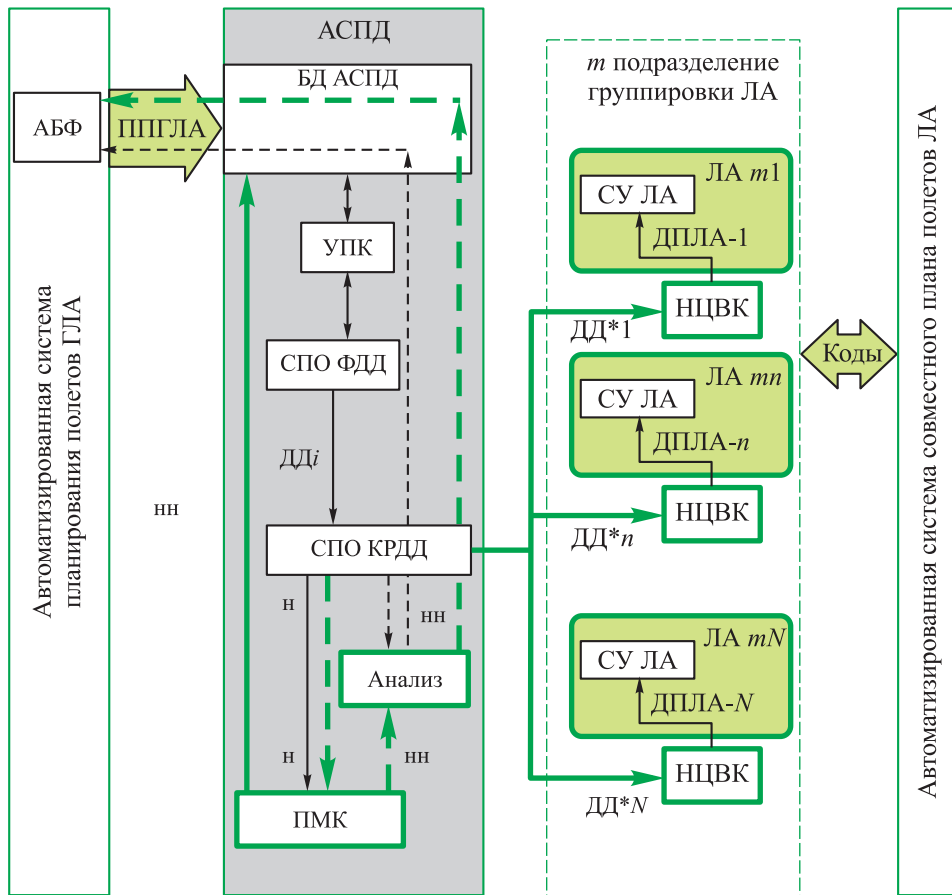 Автоматизированная система
планирования полетов ГЛА
АБФ
ППГЛА
нн
АСПД
БД АСПД
УПК
СПО ФДД
ДДi
СПО КРДД
н
нн
Анализ
н
нн
ПМК
m подразделение
группировки ЛА
ЛА m1
СУ ЛА
ДПЛА-1
НЦВК
ДД*1
ЛА mn
СУ ЛА
ДПЛА-n
НЦВК
ДД*n
ЛА mN
СУ ЛА
ДПЛА-N
НЦВК
ДД*N
Коды
Автоматизированная система совместного плана полетов ЛА